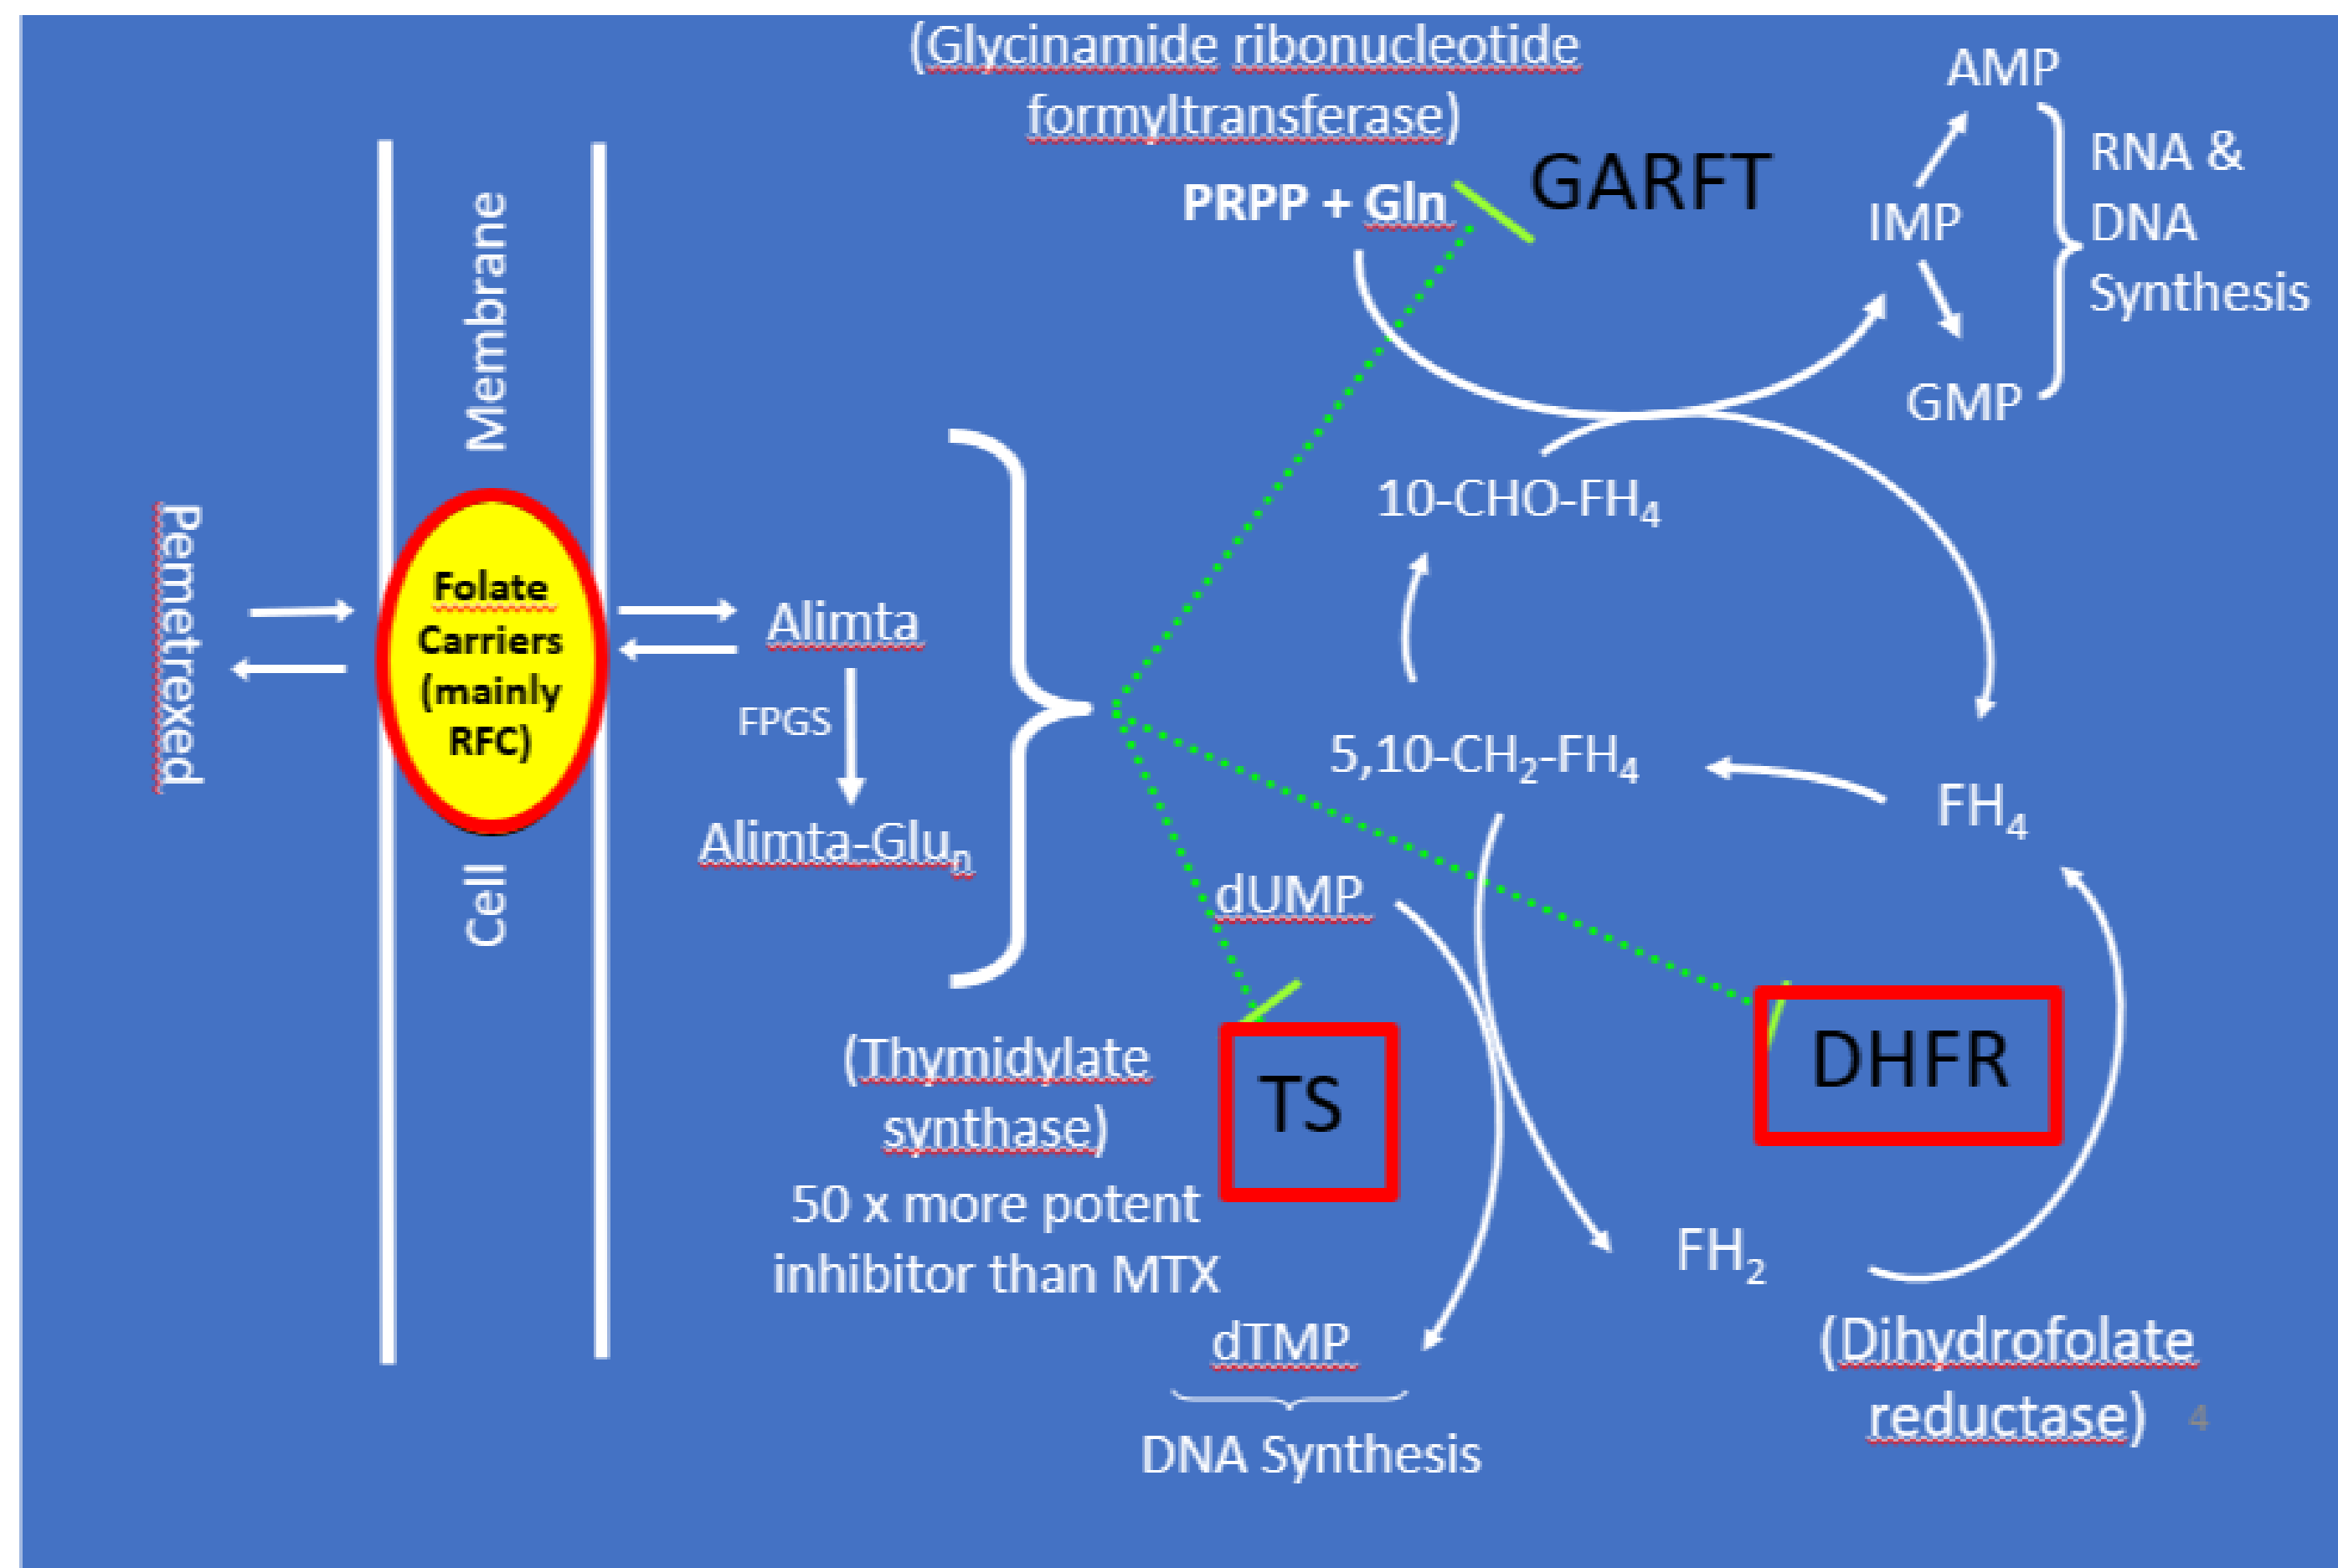 (Glycinamide ribonucleotide
formyltransferase)
PRPP + Gln
GARFT
AMP
IMP
GMP
RNA &
DNA
Synthesis
Membrane
Cell
Pemetrexed
Folate
Carriers
(mainly
RFC)
Alimta
FPGS
Alimta-Gluₙ
10-CHO-FH₄
5,10-CH₂-FH₄
FH₄
dUMP
(Thymidylate
synthase)
50 x more potent
inhibitor than MTX
TS
DHFR
FH₂
(Dihydrofolate
reductase)
4
dTMP
DNA Synthesis